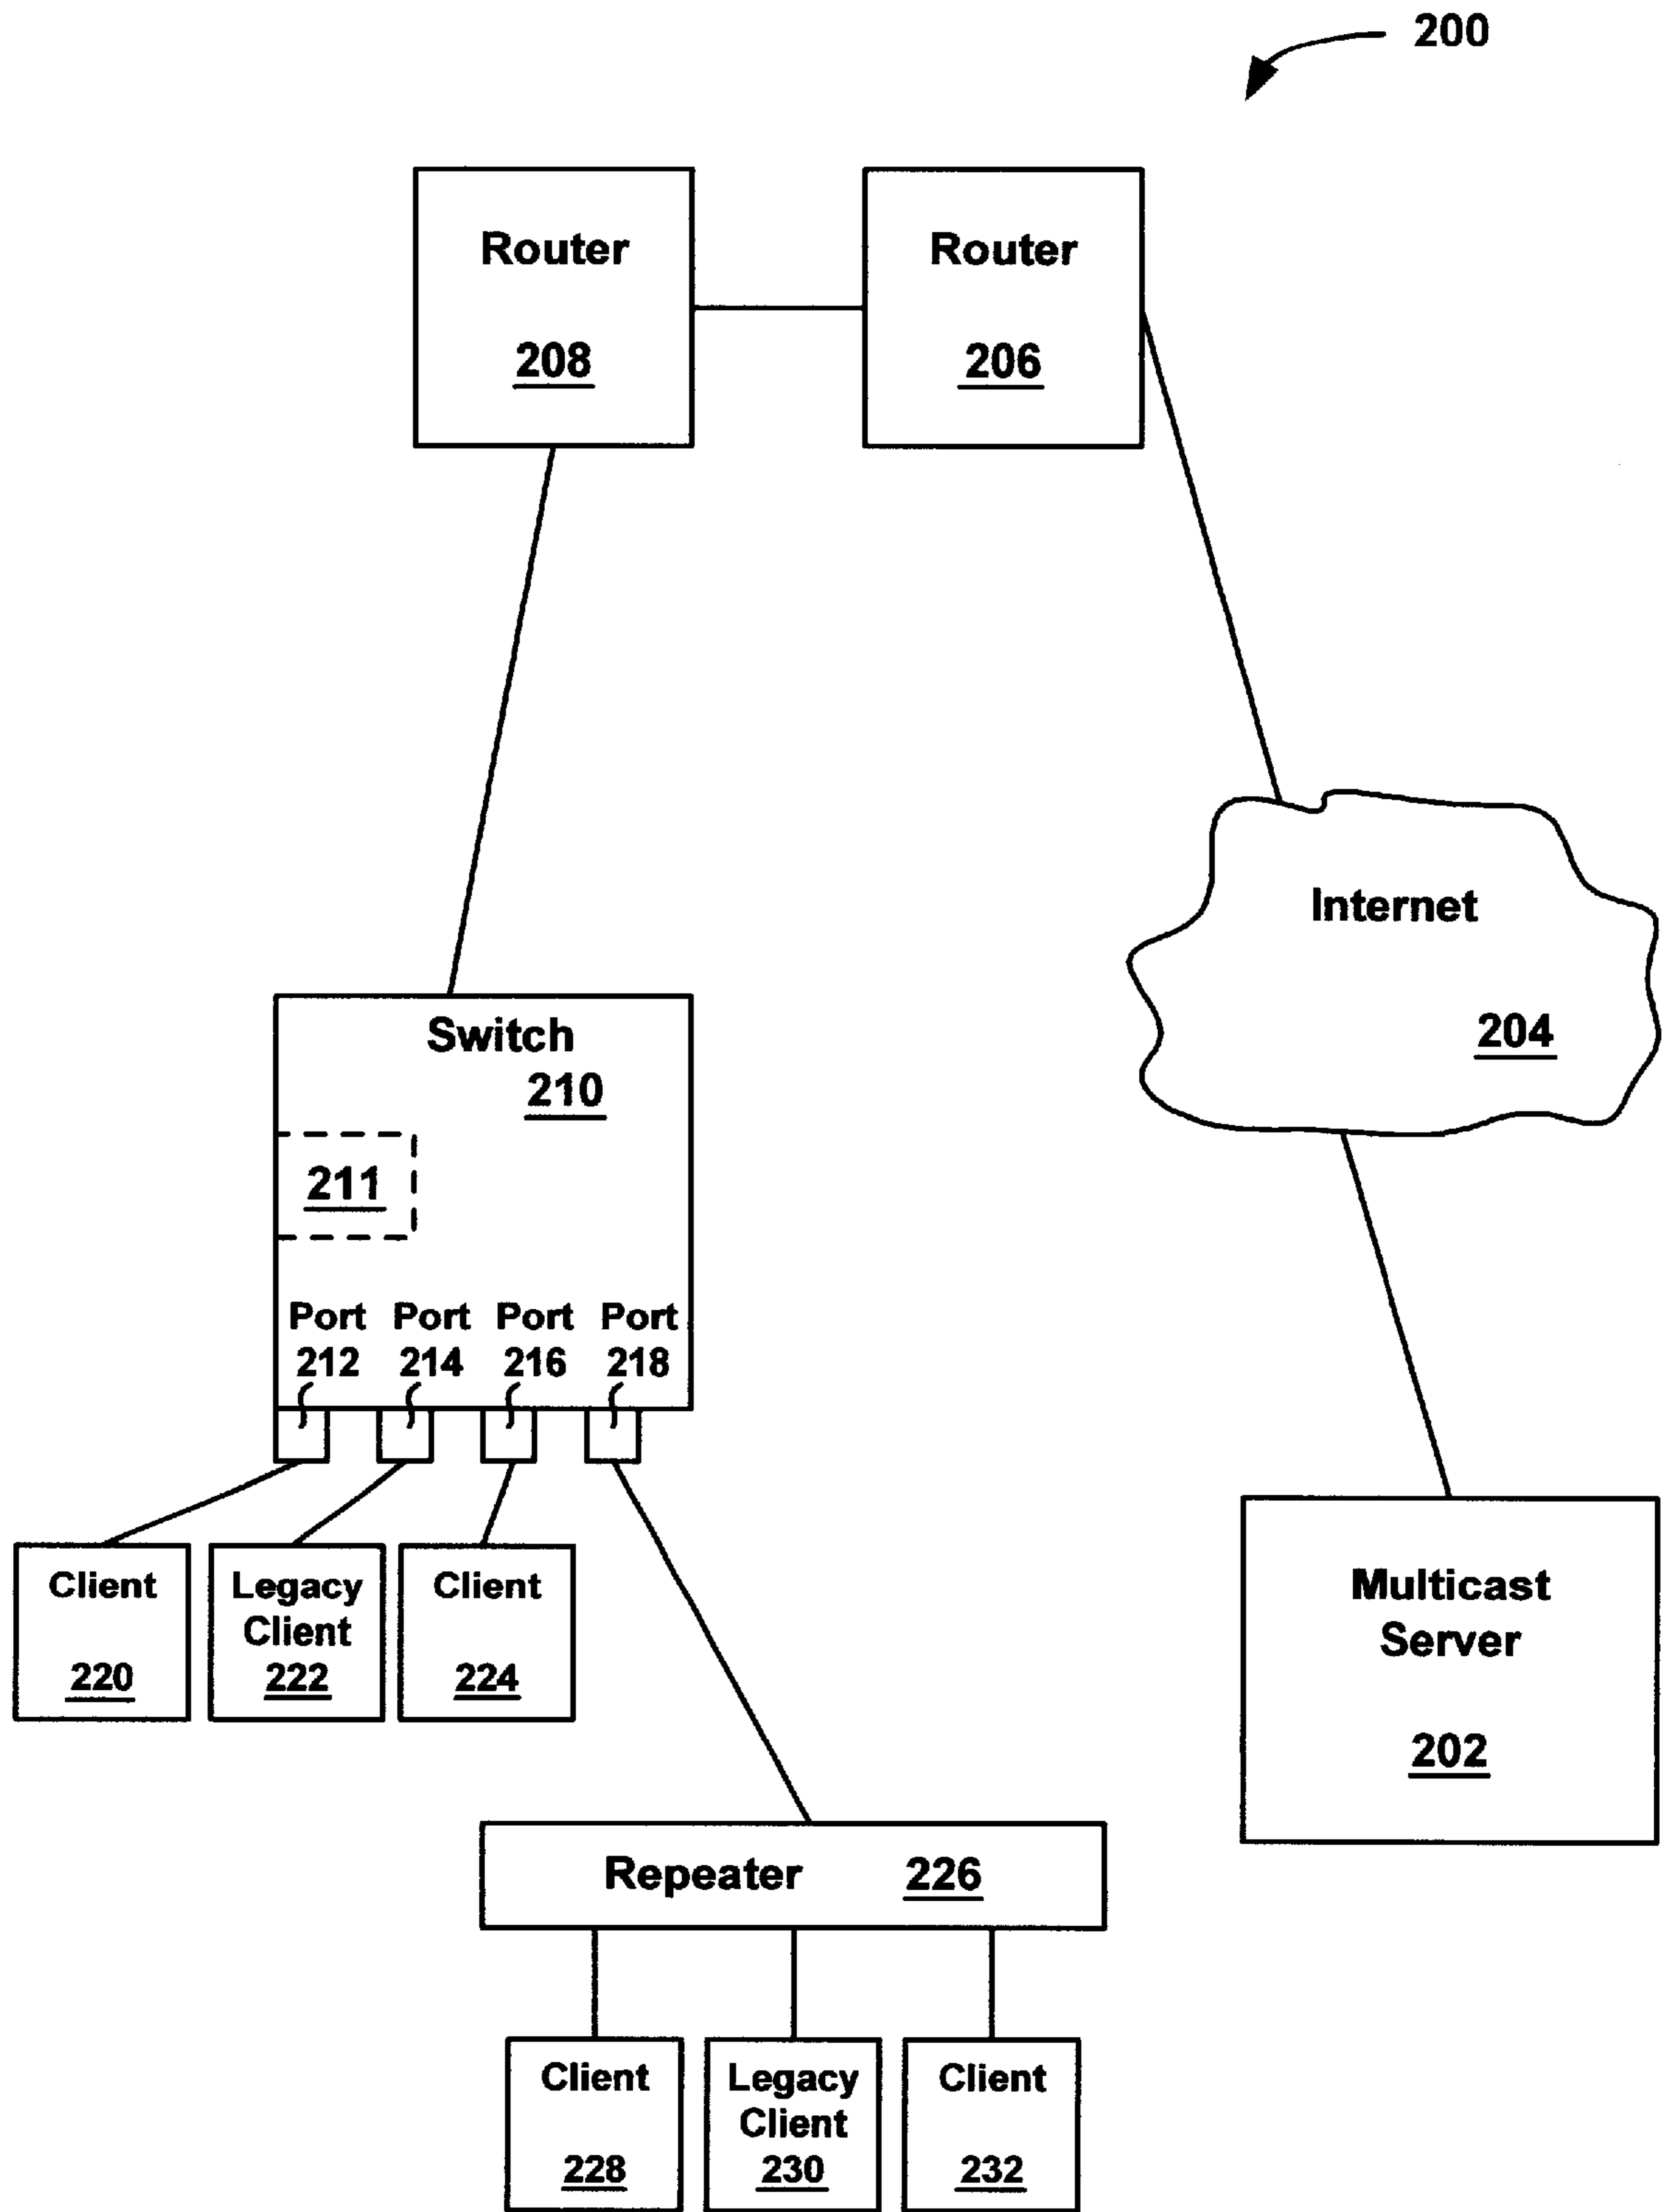 200
Router
208
Router
206
Internet
204
Switch
210
211
Port Port Port Port
212 214 216 218
Client
220
Legacy
Client
222
Client
224
Multicast
Server
202
Repeater 226
Client
228
Legacy
Client
230
Client
232